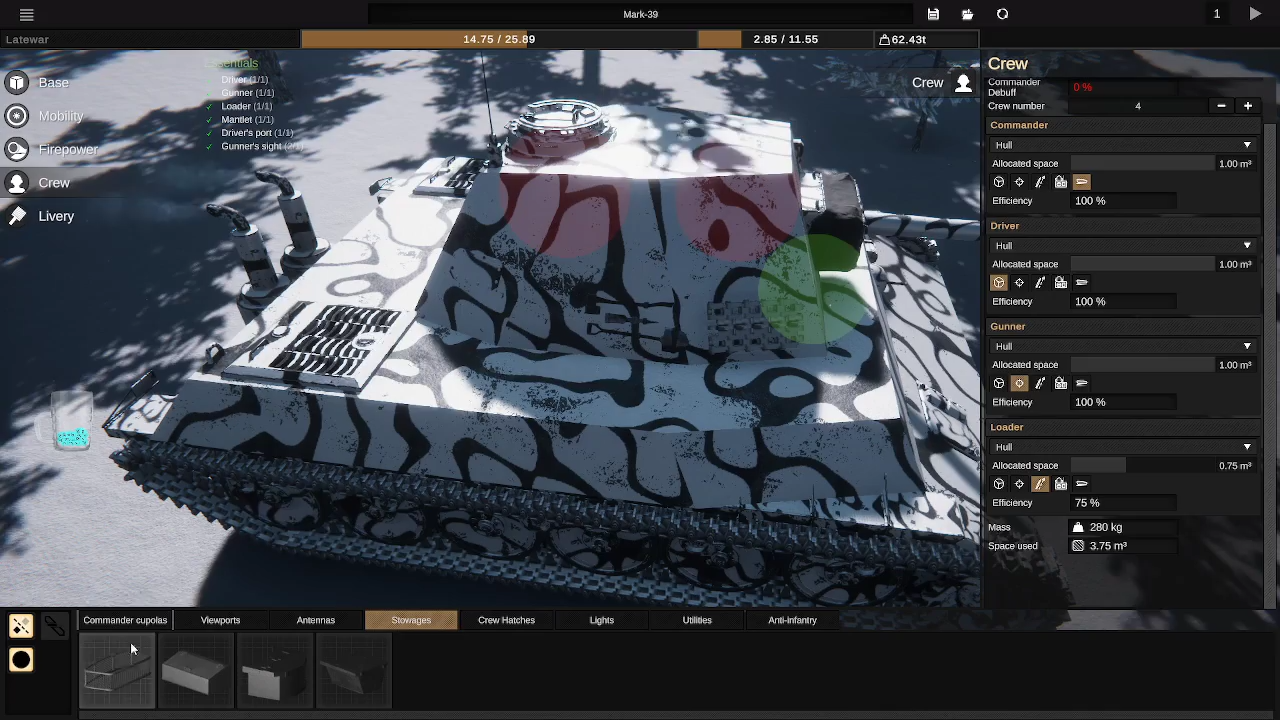 Mark-39
1
Latewar
14.75 / 25.89
2.85 / 11.55
62.43t
Base
Mobility
Firepower
Crew
Livery
Driver (1/1)
Gunner (1/1)
Loader (1/1)
Mantlet (1/1)
Driver's port (1/1)
Gunner's sight (2/1)
Crew
Crew
Commander Debuff
0 %
Crew number
4
Commander
Hull
Allocated space
1.00 m³
Efficiency
100 %
Driver
Hull
Allocated space
1.00 m³
Efficiency
100 %
Gunner
Hull
Allocated space
1.00 m³
Efficiency
100 %
Loader
Hull
Allocated space
0.75 m³
Efficiency
75 %
Mass
280 kg
Space used
3.75 m³
Commander cupolas
Viewports
Antennas
Stowages
Crew Hatches
Lights
Utilities
Anti-infantry